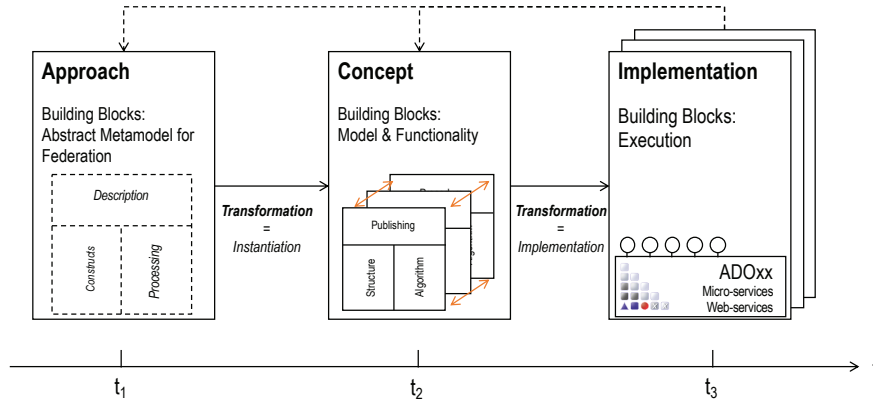 Approach
Building Blocks:
Abstract Metamodel for
Federation
Description
Constructs
Processing
Transformation
=
Instantiation
Concept
Building Blocks:
Model & Functionality
Publishing
Structure
Algorithm
Transformation
=
Implementation
Implementation
Building Blocks:
Execution
ADOxx
Micro-services
Web-services
t1
t2
t3